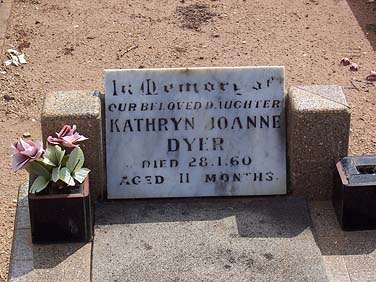 In Memory of
OUR BELOVED DAUGHTER
KATHRYN JOANNE
DYER
DIED 28.1.60
AGED 11 MONTHS.